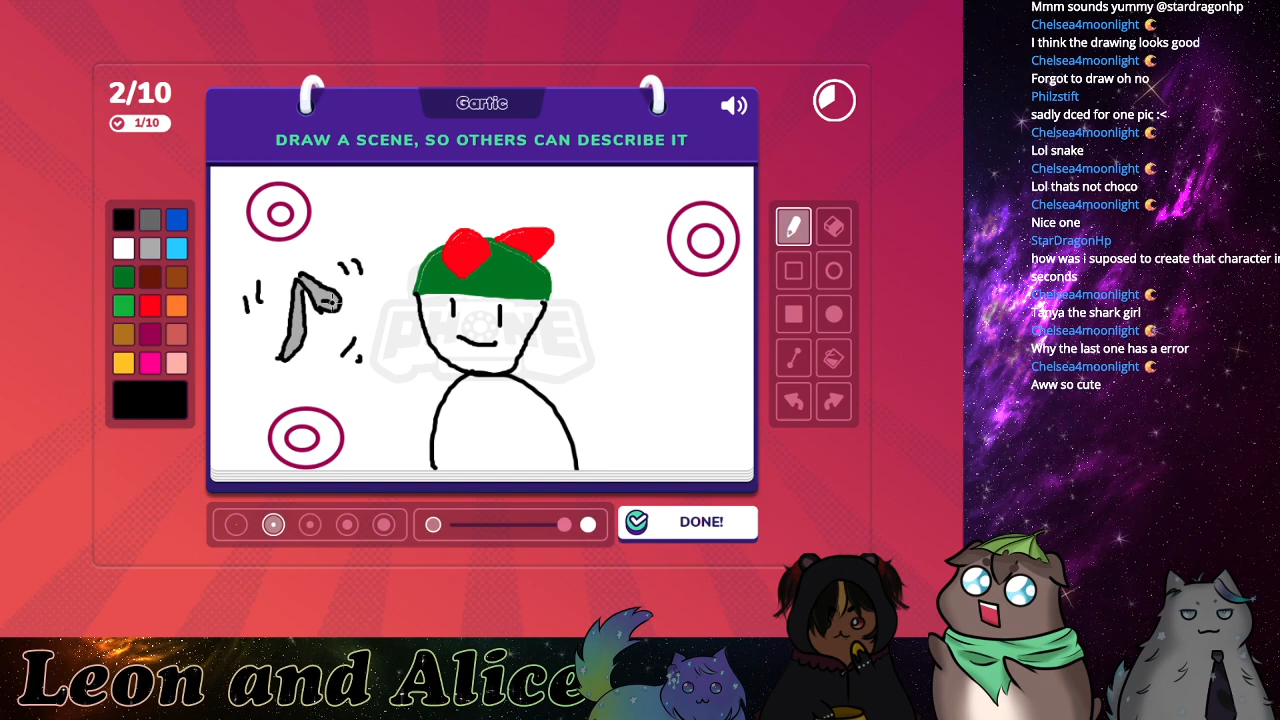 2/10
1/10
Gartic
DRAW A SCENE, SO OTHERS CAN DESCRIBE IT
PHONE
DONE!
Mmm sounds yummy @stardragonhp
Chelsea4moonlight
I think the drawing looks good
Chelsea4moonlight
Forgot to draw oh no
Philzstift
sadly dced for one pic :<
Chelsea4moonlight
Lol snake
Chelsea4moonlight
Lol thats not choco
Chelsea4moonlight
Nice one
StarDragonHp
how was i suposed to create that character in
seconds
Chelsea4moonlight
Tanya the shark girl
Chelsea4moonlight
Why the last one has a error
Chelsea4moonlight
Aww so cute
Leon and Alice